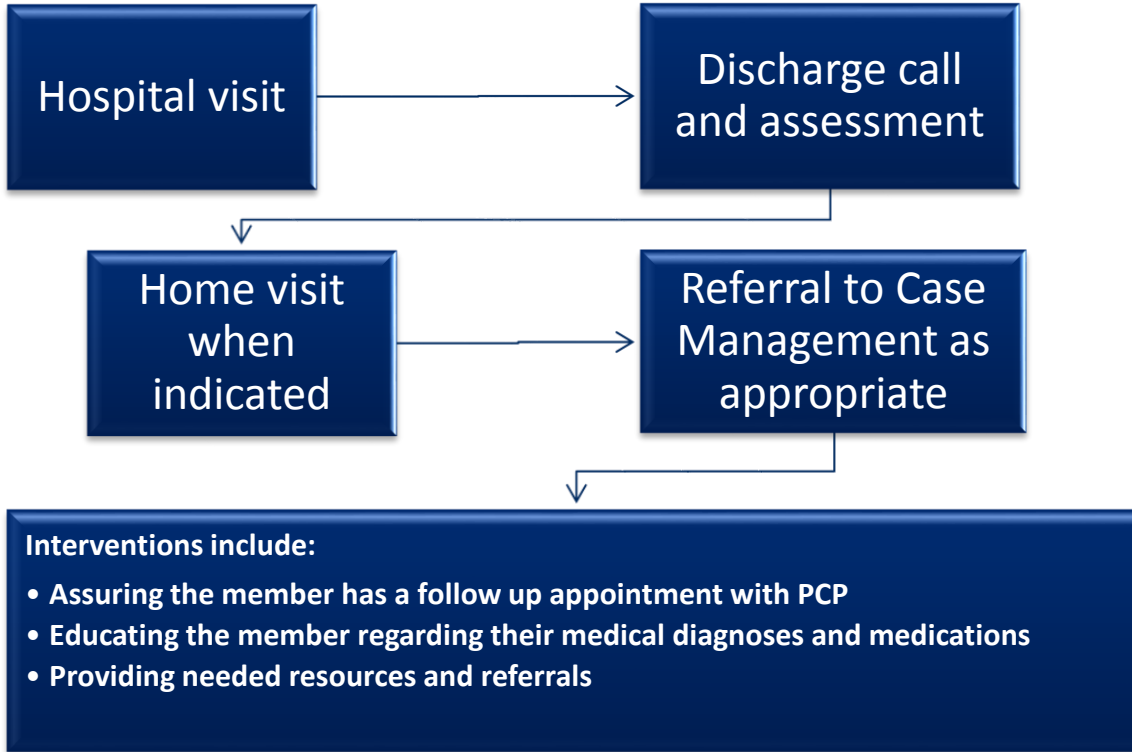 Hospital visit
Discharge call
and assessment
Home visit
when
indicated
Referral to Case
Management as
appropriate
Interventions include:
• Assuring the member has a follow up appointment with PCP
• Educating the member regarding their medical diagnoses and medications
• Providing needed resources and referrals